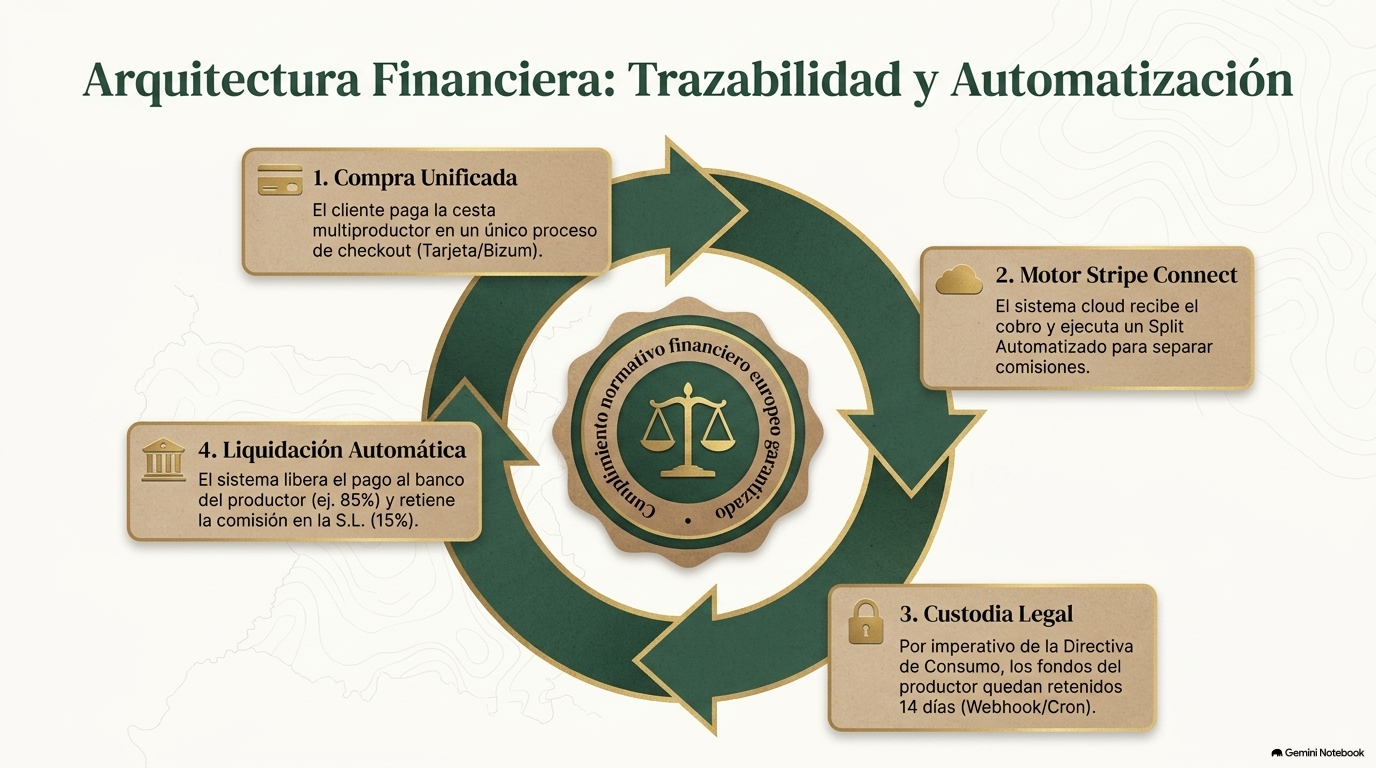 Arquitectura Financiera: Trazabilidad y Automatización
1. Compra Unificada
El cliente paga la cesta
multiproductor en un único proceso
de checkout (Tarjeta/Bizum).
2. Motor Stripe Connect
El sistema cloud recibe el
cobro y ejecuta un Split
Automatizado para separar
comisiones.
Cumplimiento normativo financiero europeo garantizado •
4. Liquidación Automática
El sistema libera el pago al banco
del productor (ej. 85%) y retiene
la comisión en la S.L. (15%).
3. Custodia Legal
Por imperativo de la Directiva
de Consumo, los fondos del
productor quedan retenidos
14 días (Webhook/Cron).
Gemini Notebook